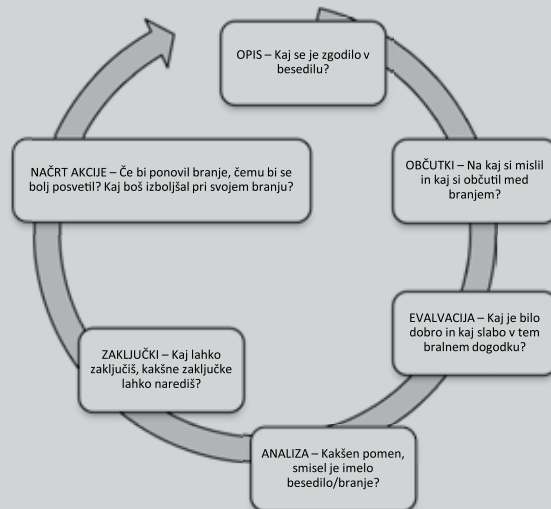 OPIS – Kaj se je zgodilo v
besedilu?
OBČUTKI – Na kaj si mislil
in kaj si občutil med
branjem?
EVALVACIJA – Kaj je bilo
dobro in kaj slabo v tem
bralnem dogodku?
ANALIZA – Kakšen pomen,
smisel je imelo
besedilo/branje?
ZAKLJUČKI – Kaj lahko
zaključiš, kakšne zaključke
lahko narediš?
NAČRT AKCIJE – Če bi ponovil branje, čemu bi se
bolj posvetil? Kaj boš izboljšal pri svojem branju?